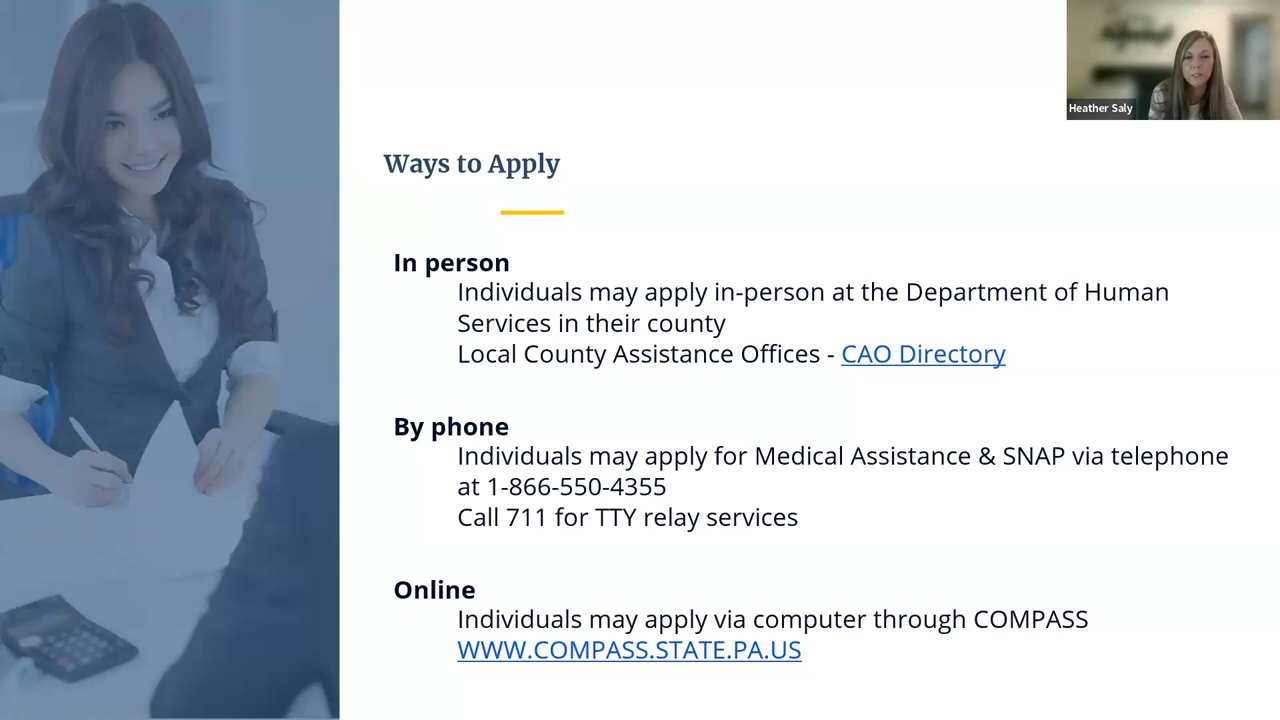 Heather Saly
Ways to Apply
In person
Individuals may apply in-person at the Department of Human
Services in their county
Local County Assistance Offices - CAO Directory
By phone
Individuals may apply for Medical Assistance & SNAP via telephone
at 1-866-550-4355
Call 711 for TTY relay services
Online
Individuals may apply via computer through COMPASS
WWW.COMPASS.STATE.PA.US